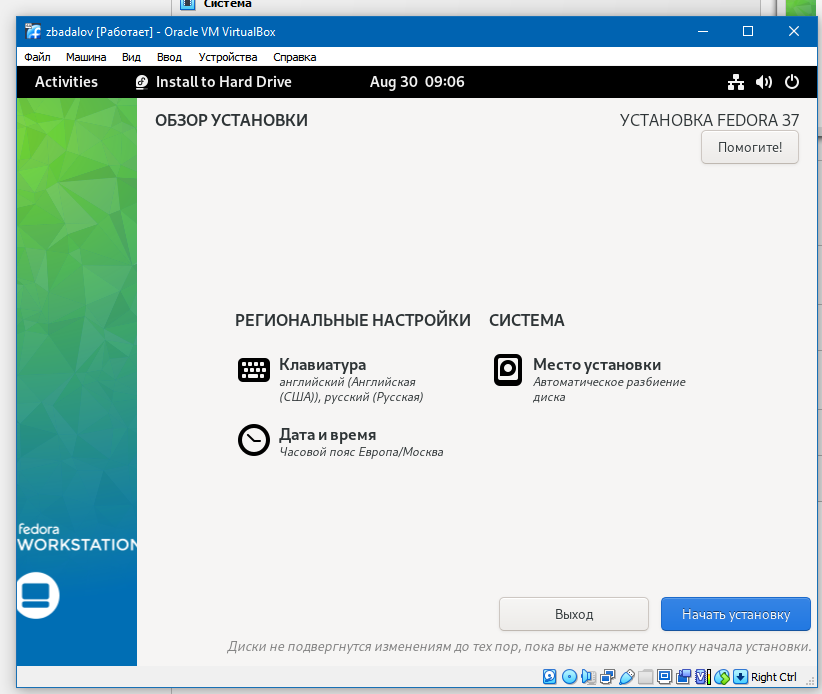 Система
zbadalov [Работает] - Oracle VM VirtualBox
Файл Машина Вид Ввод Устройства Справка
Activities Install to Hard Drive Aug 30 09:06
ОБЗОР УСТАНОВКИ
УСТАНОВКА FEDORA 37
Помогите!
РЕГИОНАЛЬНЫЕ НАСТРОЙКИ
Клавиатура
английский (Английская
(США)), русский (Русская)
Дата и время
Часовой пояс Европа/Москва
СИСТЕМА
Место установки
Автоматическое разбиение
диска
fedora
WORKSTATION
Выход
Начать установку
Диски не подвергнутся изменениям до тех пор, пока вы не нажмете кнопку начала установки.
Right Ctrl